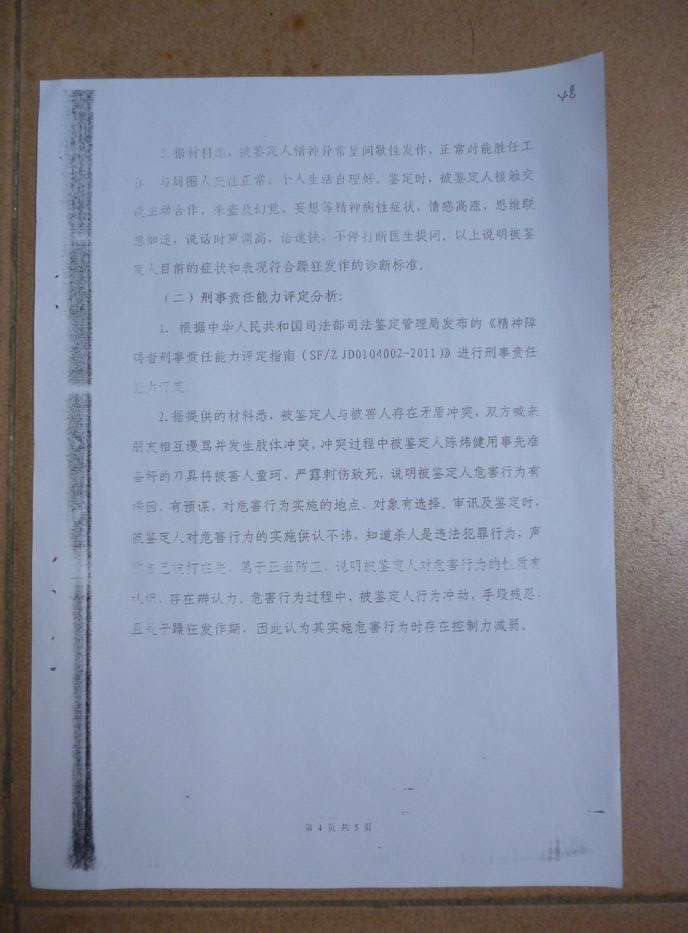 48
2.据材料悉，被鉴定人精神异常呈间歇性发作，正常时能胜任工
作，与周围人交往正常，个人生活自理好。鉴定时，被鉴定人接触交
谈主动合作，未查及幻觉、妄想等精神病性症状，情感高涨，思维联
想加速，说话时声调高，语速快，不停打断医生提问。以上说明被鉴
定人目前的症状和表现符合躁狂发作的诊断标准。
（二）刑事责任能力评定分析：
1. 根据中华人民共和国司法部司法鉴定管理局发布的《精神障
碍者刑事责任能力评定指南（SF/Z JD0104002-2011）》进行刑事责任
能力评定。
2.据提供的材料悉，被鉴定人与被害人存在矛盾冲突，双方喊来
朋友相互谩骂并发生肢体冲突，冲突过程中被鉴定人陈炜健用事先准
备好的刀具将被害人童珂、严露刺伤致死，说明被鉴定人危害行为有
诱因、有预谋，对危害行为实施的地点、对象有选择。审讯及鉴定时，
被鉴定人对危害行为的实施供认不讳，知道杀人是违法犯罪行为，声
称自己被打在先，属于正当防卫，说明被鉴定人对危害行为的性质有
认识，存在辨认力。危害行为过程中，被鉴定人行为冲动，手段残忍，
且处于躁狂发作期，因此认为其实施危害行为时存在控制力减弱。
第 4 页 共 5 页